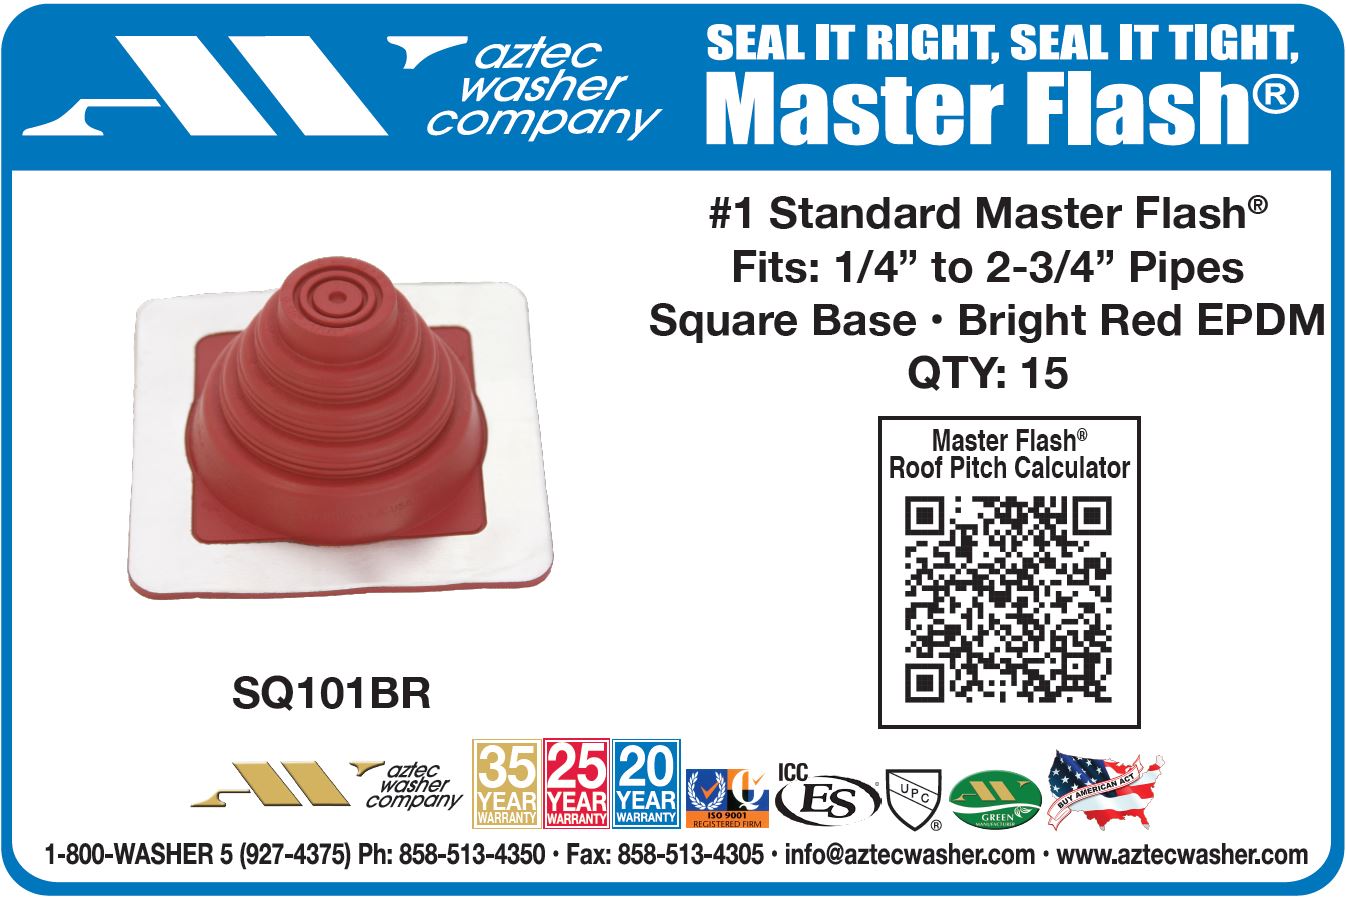 aztec
washer
company
SEAL IT RIGHT, SEAL IT TIGHT,
Master Flash®
#1 Standard Master Flash®
Fits: 1/4” to 2-3/4” Pipes
Square Base • Bright Red EPDM
QTY: 15
Master Flash®
Roof Pitch Calculator
SQ101BR
aztec
washer
company
35
YEAR
WARRANTY
25
YEAR
WARRANTY
20
YEAR
WARRANTY
Q
ISO 9001
REGISTERED FIRM
ICC
ES
UPC
®
GREEN
MANUFACTURER
BUY AMERICAN ACT
1-800-WASHER 5 (927-4375) Ph: 858-513-4350 • Fax: 858-513-4305 • info@aztecwasher.com • www.aztecwasher.com